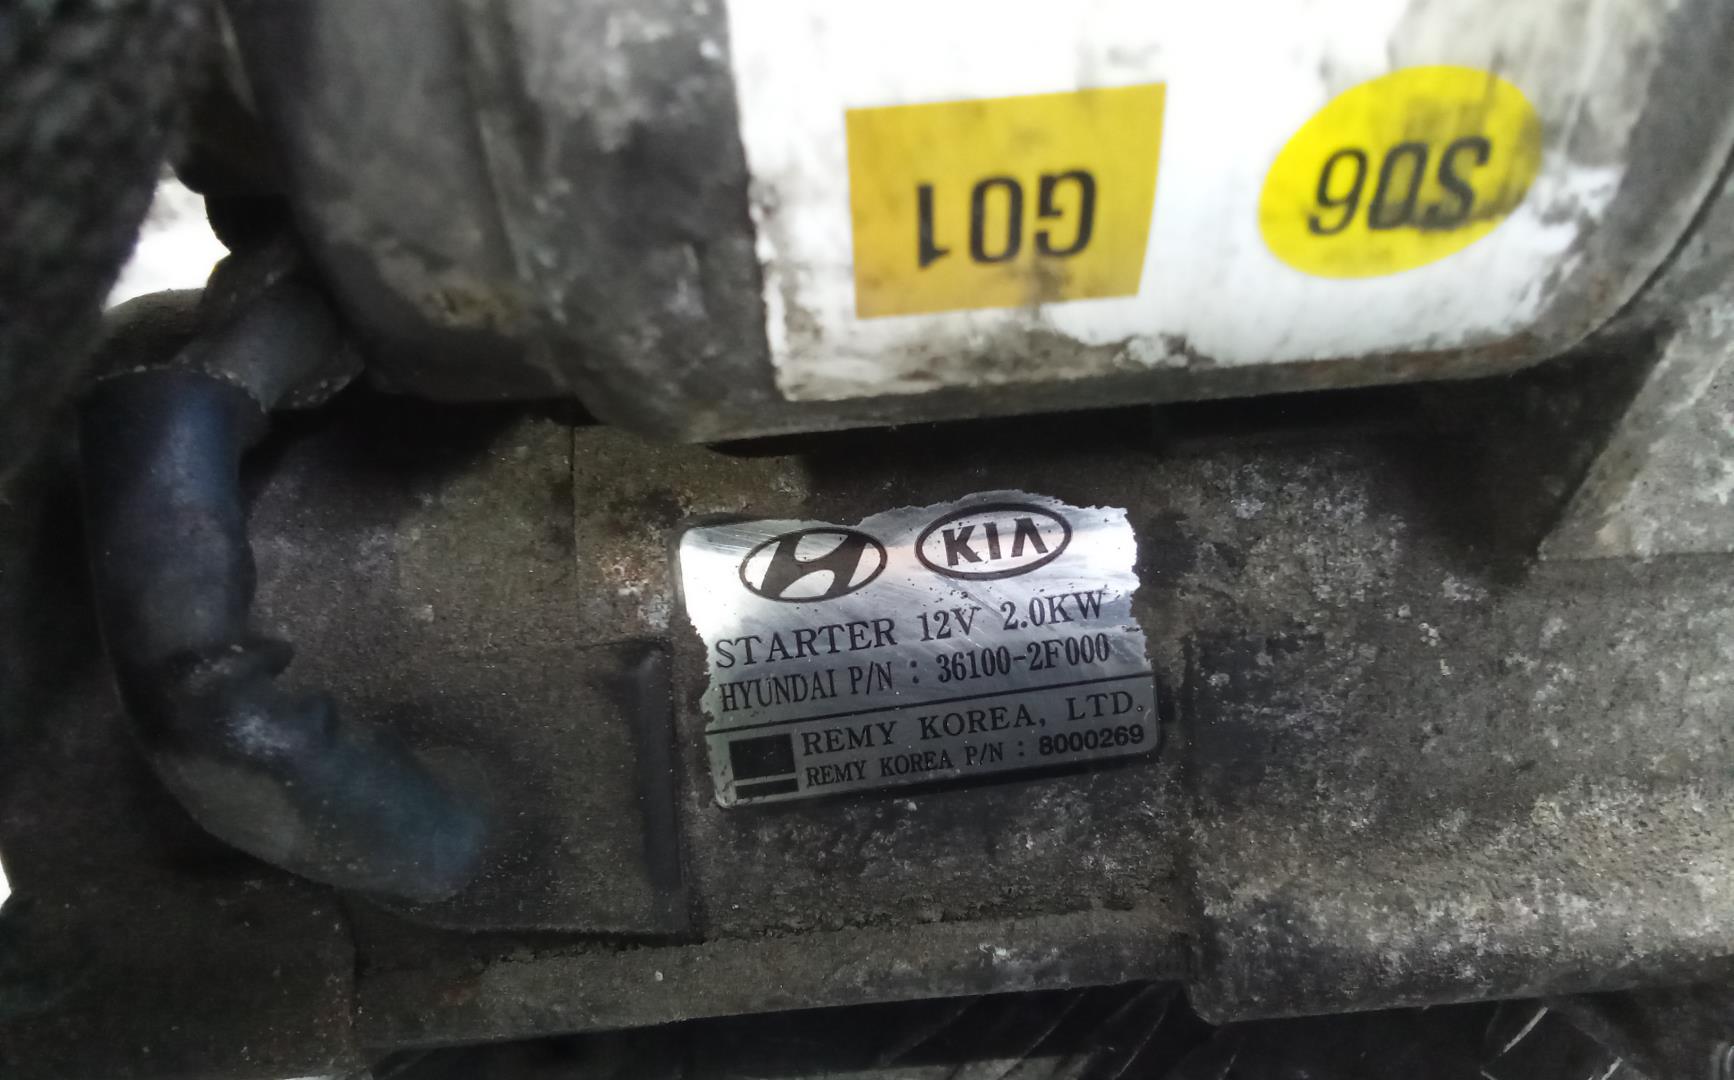 G01
S06
KIA
STARTER 12V 2.0KW
HYUNDAI P/N : 36100-2F000
REMY KOREA, LTD.
REMY KOREA P/N : 8000269